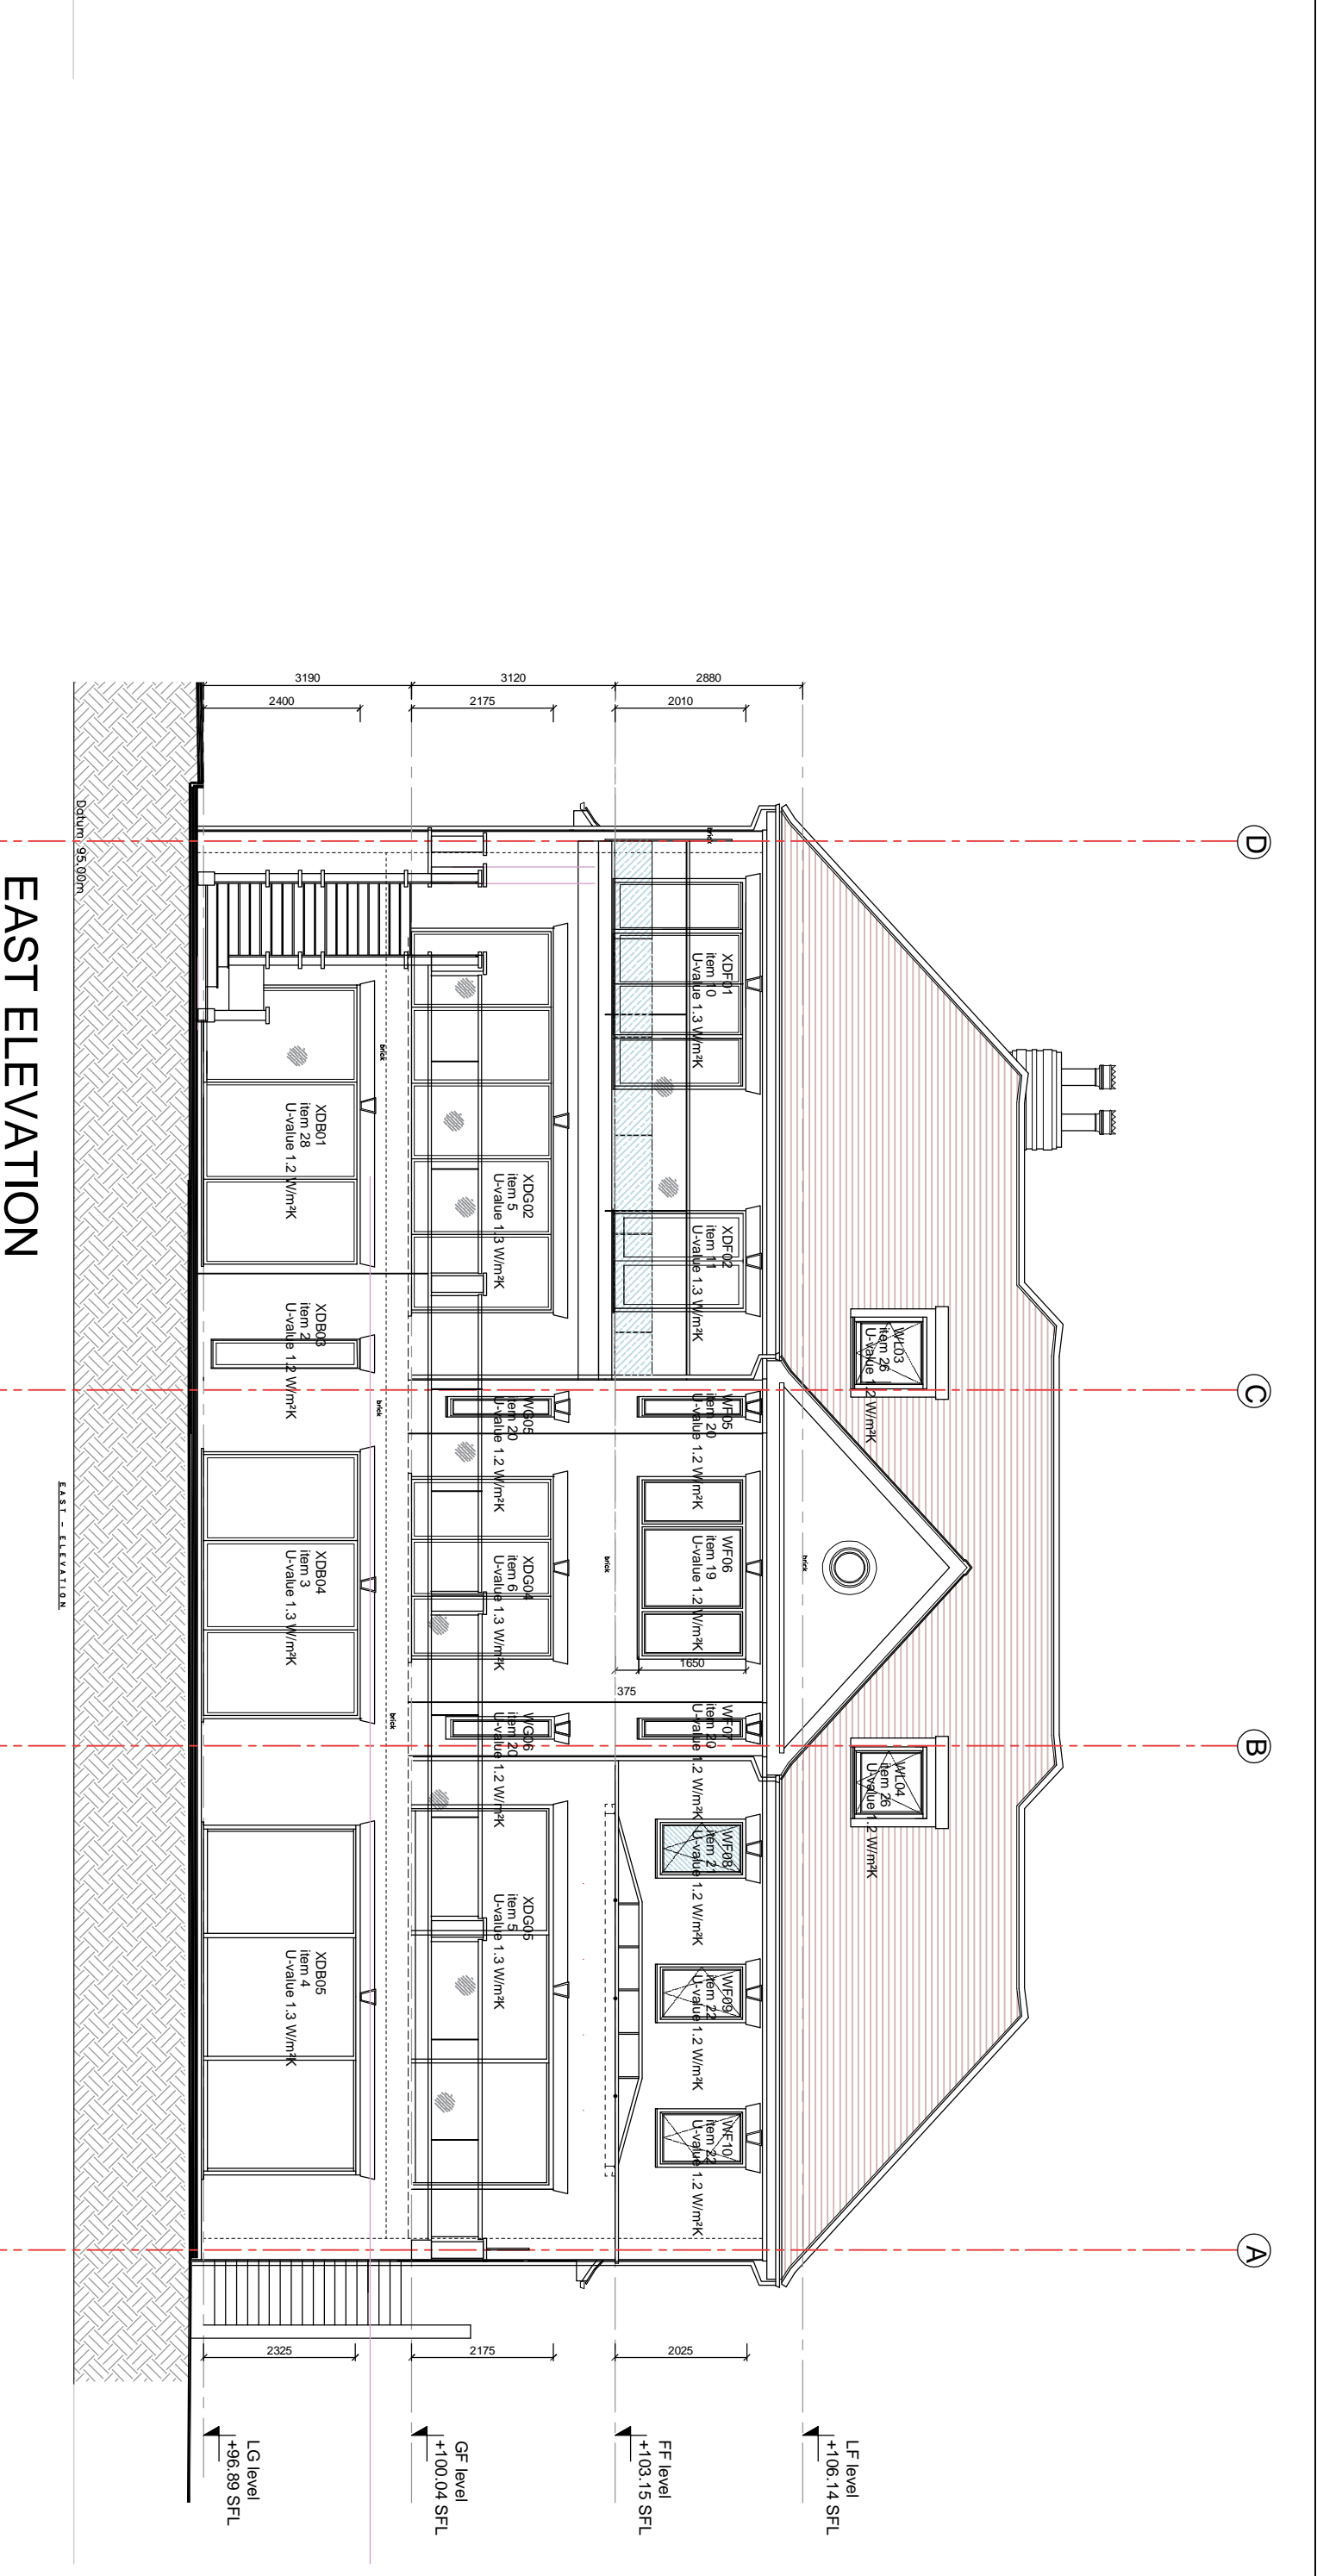 D
C
B
A
WL03
item 26
U-value 1.2 W/m²K
WL04
item 26
U-value 1.2 W/m²K
LF level
+106.14 SFL
2880
2010
brick
XDF01
item 10
U-value 1.3 W/m²K
XDF02
item 11
U-value 1.3 W/m²K
WF05
item 20
U-value 1.2 W/m²K
brick
WF06
item 19
U-value 1.2 W/m²K
1650
375
WF07
item 20
U-value 1.2 W/m²K
WF08
item 21
U-value 1.2 W/m²K
WF09
item 22
U-value 1.2 W/m²K
WF10
item 22
U-value 1.2 W/m²K
2025
FF level
+103.15 SFL
3120
2175
brick
XDG02
item 5
U-value 1.3 W/m²K
WG05
item 20
U-value 1.2 W/m²K
XDG04
item 6
U-value 1.3 W/m²K
WG06
item 20
U-value 1.2 W/m²K
XDG05
item 5
U-value 1.3 W/m²K
2175
GF level
+100.04 SFL
3190
2400
brick
brick
brick
XDB01
item 28
U-value 1.2 W/m²K
XDB03
item 2
U-value 1.2 W/m²K
XDB04
item 3
U-value 1.3 W/m²K
XDB05
item 4
U-value 1.3 W/m²K
2325
LG level
+96.89 SFL
Datum 95.00m
EAST - ELEVATION
EAST ELEVATION